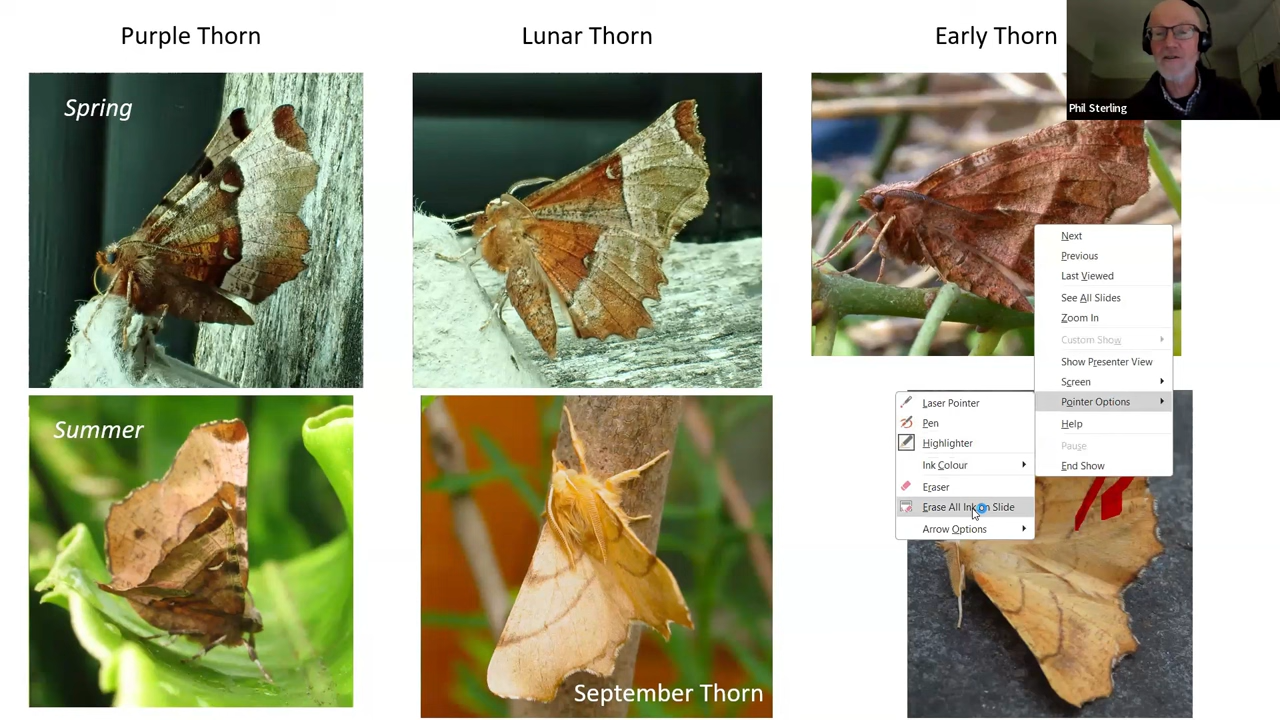 Purple Thorn
Lunar Thorn
Early Thorn
Phil Sterling
Spring
Summer
September Thorn
Next
Previous
Last Viewed
See All Slides
Zoom In
Custom Show
Show Presenter View
Screen
Pointer Options
Help
Pause
End Show
Laser Pointer
Pen
Highlighter
Ink Colour
Eraser
Erase All Ink on Slide
Arrow Options